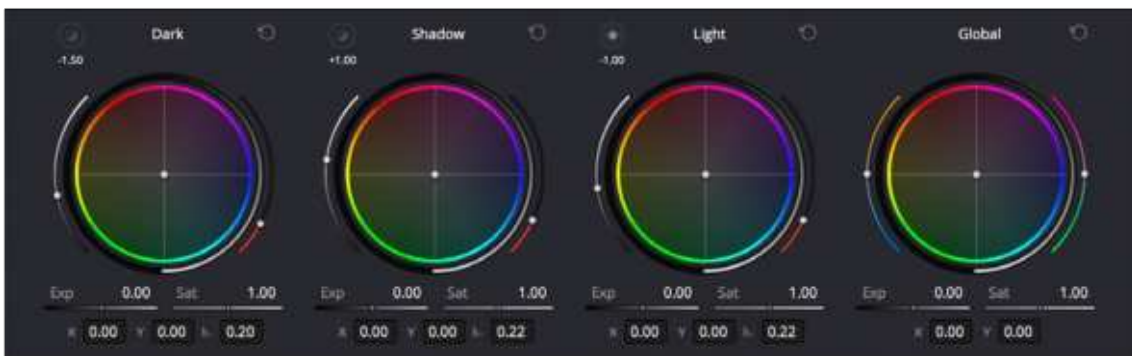 Dark Shadow Light Global
-1.50 +1.00 -1.00
Exp 0.00 Sat 1.00 Exp 0.00 Sat 1.00 Exp 0.00 Sat 1.00 Exp 0.00 Sat 1.00
X 0.00 Y 0.00 0.20 X 0.00 Y 0.00 0.22 X 0.00 Y 0.00 0.22 X 0.00 Y 0.00